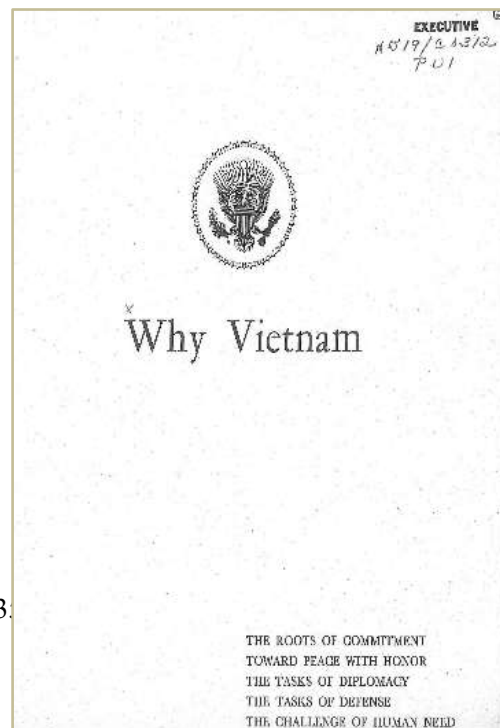 EXECUTIVE
PU1
Why Vietnam
THE ROOTS OF COMMITMENT
TOWARD PEACE WITH HONOR
THE TASKS OF DIPLOMACY
THE TASKS OF DEFENSE
THE CHALLENGE OF HUMAN NEED